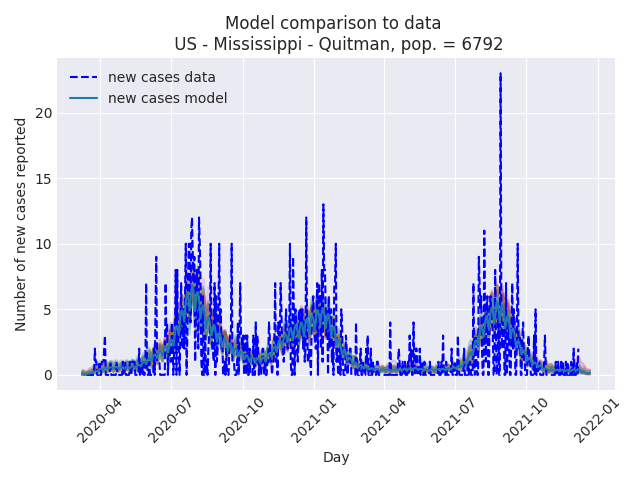 Model comparison to data
US - Mississippi - Quitman, pop. = 6792
new cases data
new cases model
Number of new cases reported
20
15
10
5
0
2020-04
2020-07
2020-10
2021-01
2021-04
2021-07
2021-10
2022-01
Day